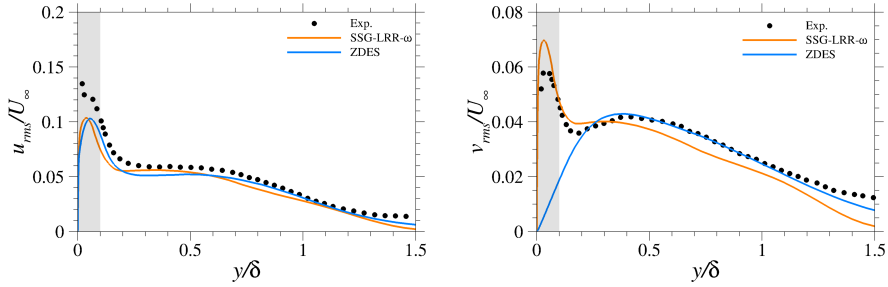 0.2
0.15
0.1
0.05
0
u_rms/U_∞
Exp.
SSG-LRR-ω
ZDES
0
0.5
1
1.5
y/δ
0.08
0.06
0.04
0.02
0
v_rms/U_∞
Exp.
SSG-LRR-ω
ZDES
0
0.5
1
1.5
y/δ